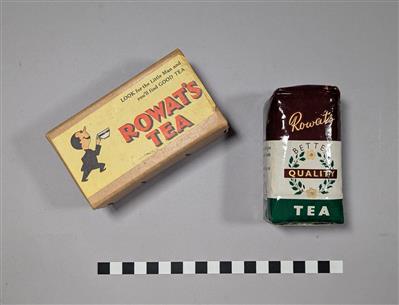 LOOK for the Little Man and
you'll find GOOD TEA
ROWAT'S
TEA
Rowat's
BETTER
QUALITY
TEA